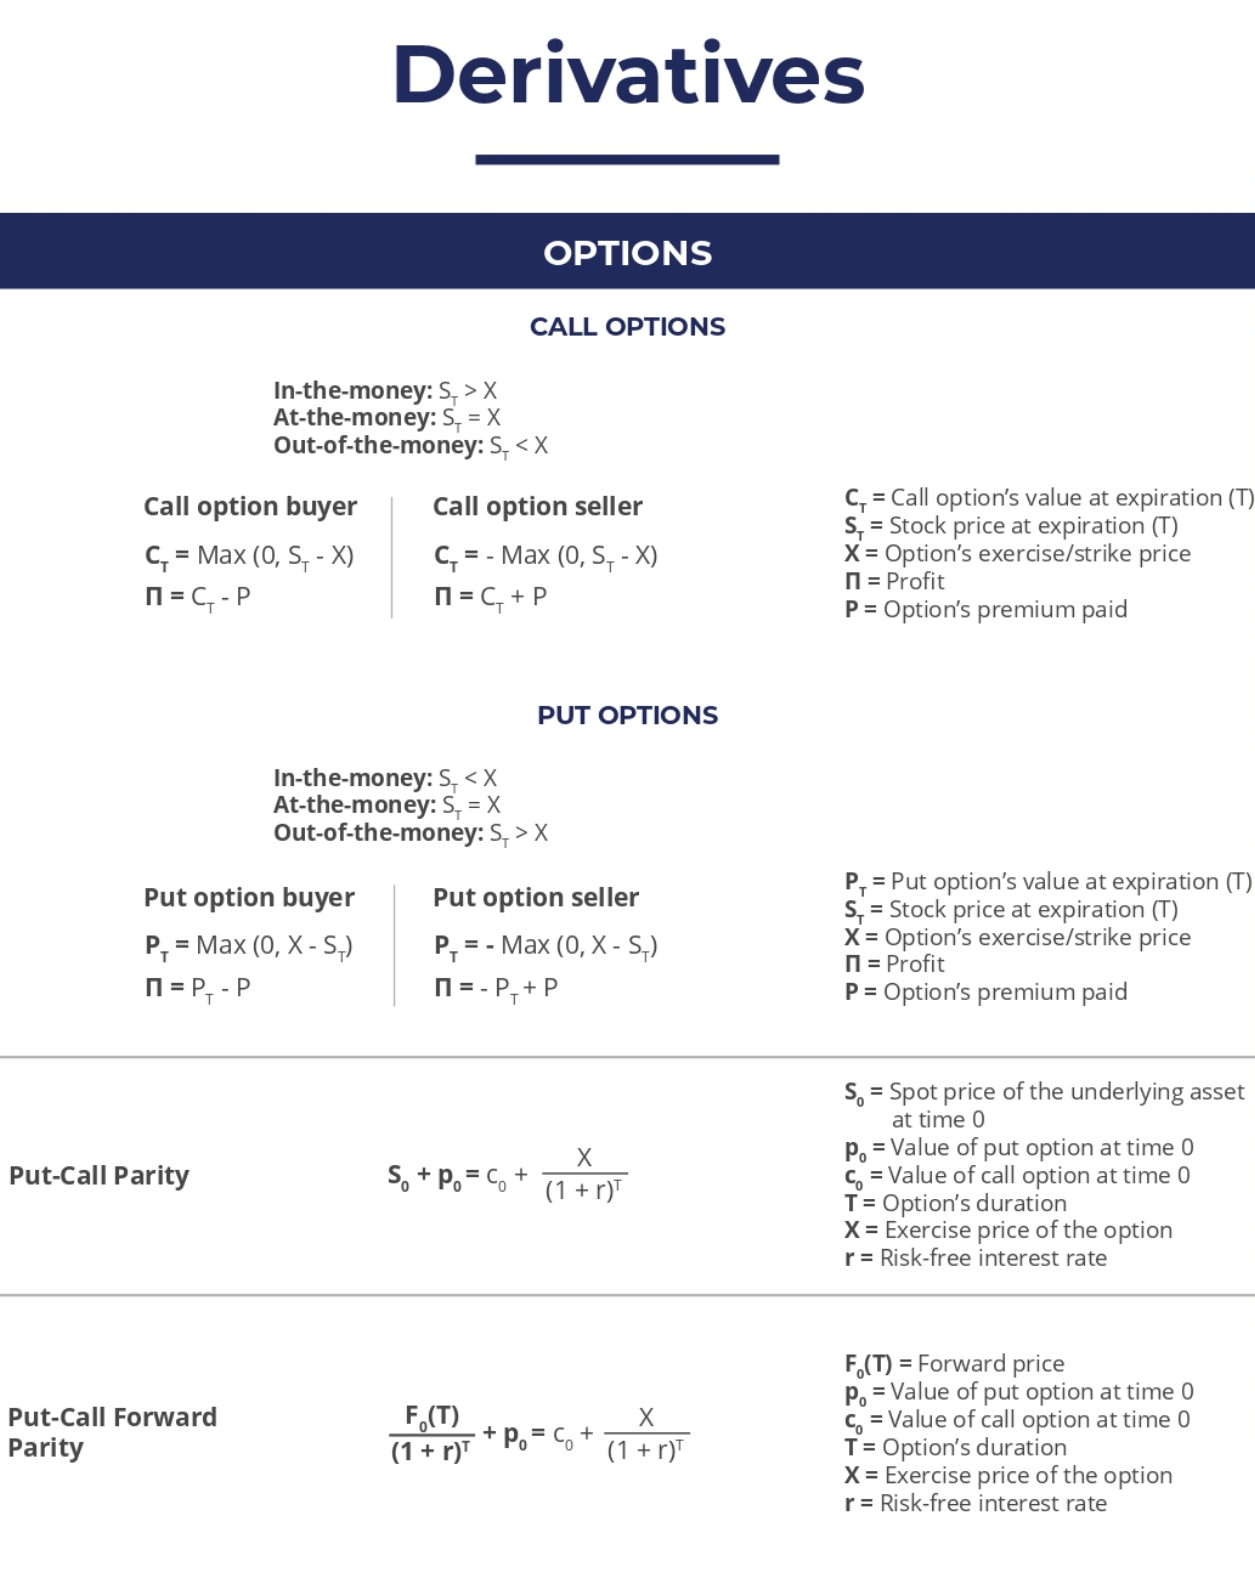 Derivatives
OPTIONS
CALL OPTIONS
In-the-money: S_T > X
At-the-money: S_T = X
Out-of-the-money: S_T < X
Call option buyer
C_T = Max (0, S_T - X)
Π = C_T - P
Call option seller
C_T = - Max (0, S_T - X)
Π = C_T + P
C_T = Call option’s value at expiration (T)
S_T = Stock price at expiration (T)
X = Option’s exercise/strike price
Π = Profit
P = Option’s premium paid
PUT OPTIONS
In-the-money: S_T < X
At-the-money: S_T = X
Out-of-the-money: S_T > X
Put option buyer
P_T = Max (0, X - S_T)
Π = P_T - P
Put option seller
P_T = - Max (0, X - S_T)
Π = - P_T + P
P_T = Put option’s value at expiration (T)
S_T = Stock price at expiration (T)
X = Option’s exercise/strike price
Π = Profit
P = Option’s premium paid
Put-Call Parity
S_0 + p_0 = c_0 + X / (1 + r)^T
S_0 = Spot price of the underlying asset
at time 0
p_0 = Value of put option at time 0
c_0 = Value of call option at time 0
T = Option’s duration
X = Exercise price of the option
r = Risk-free interest rate
Put-Call Forward
Parity
F_0(T) / (1 + r)^T + p_0 = c_0 + X / (1 + r)^T
F_0(T) = Forward price
p_0 = Value of put option at time 0
c_0 = Value of call option at time 0
T = Option’s duration
X = Exercise price of the option
r = Risk-free interest rate